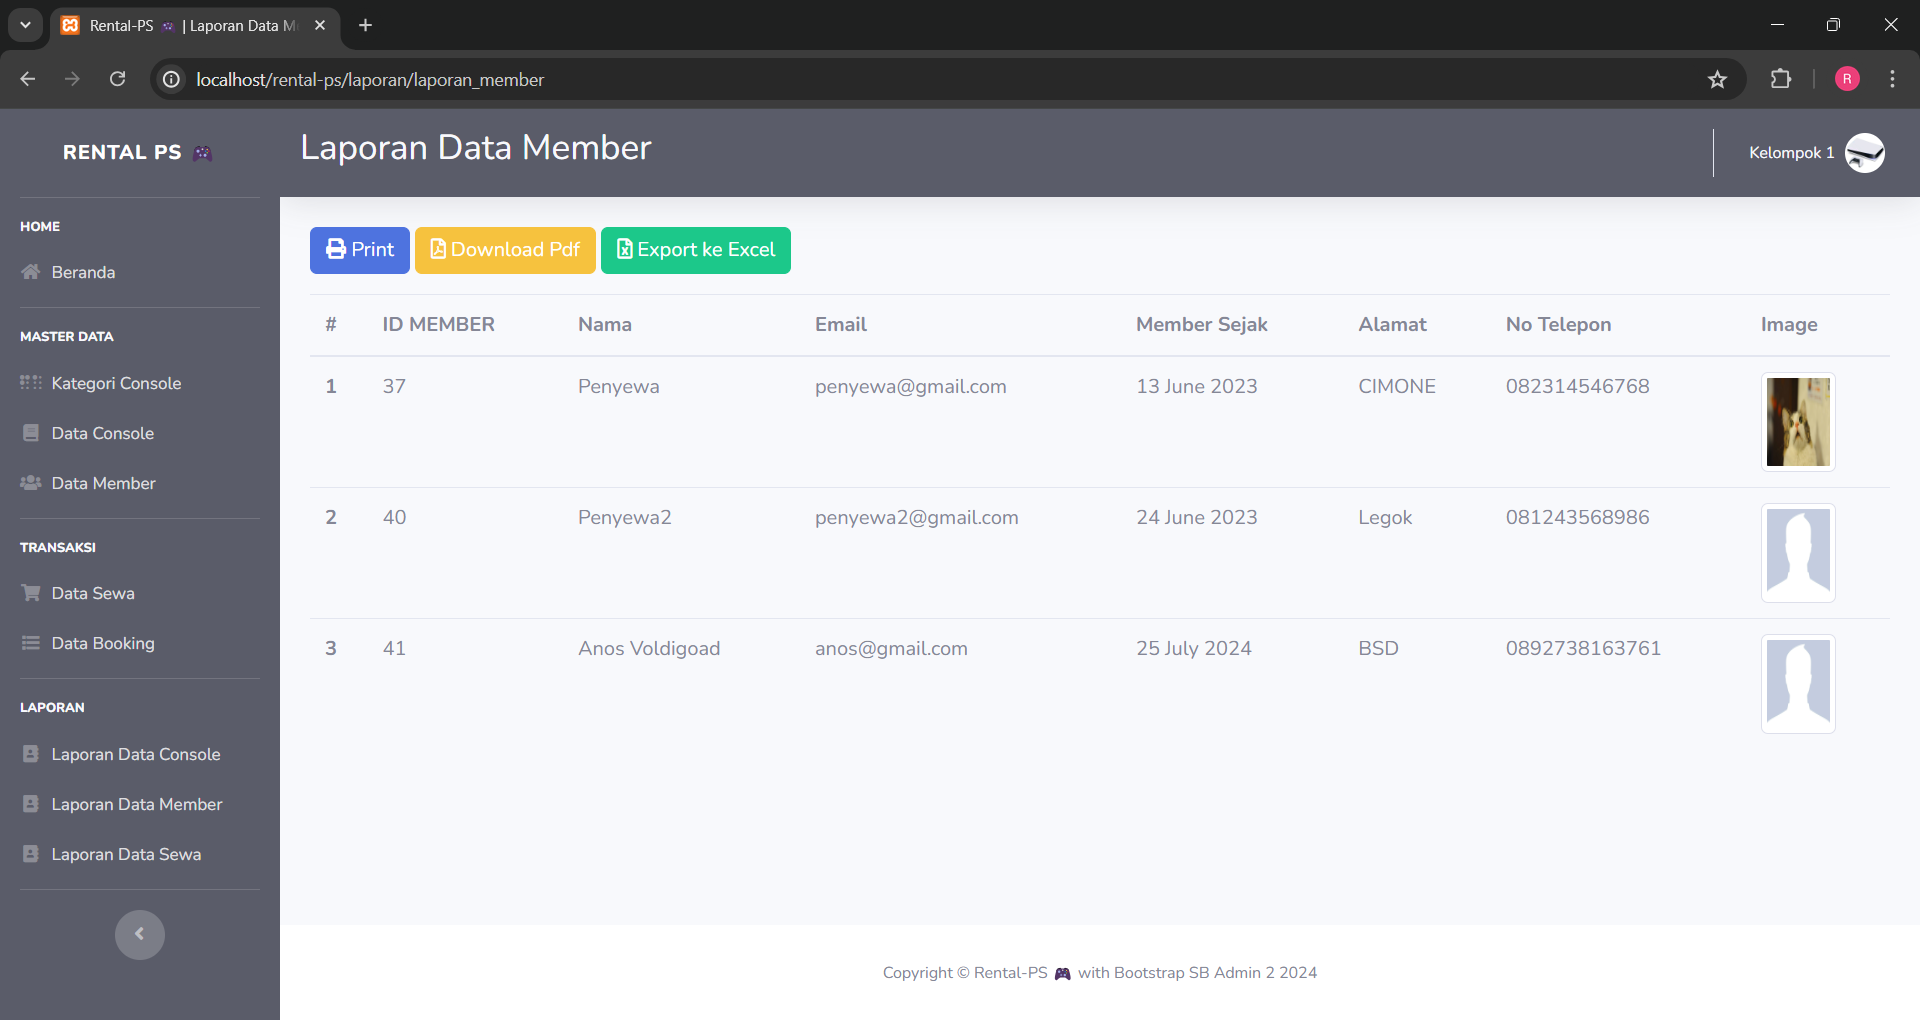 Rental-PS 🎮 | Laporan Data M
localhost/rental-ps/laporan/laporan_member
R
RENTAL PS 🎮
Laporan Data Member
Kelompok 1
HOME
Beranda
MASTER DATA
Kategori Console
Data Console
Data Member
TRANSAKSI
Data Sewa
Data Booking
LAPORAN
Laporan Data Console
Laporan Data Member
Laporan Data Sewa
Print
Download Pdf
Export ke Excel
# ID MEMBER Nama Email Member Sejak Alamat No Telepon Image
1 37 Penyewa penyewa@gmail.com 13 June 2023 CIMONE 082314546768
2 40 Penyewa2 penyewa2@gmail.com 24 June 2023 Legok 081243568986
3 41 Anos Voldigoad anos@gmail.com 25 July 2024 BSD 0892738163761
Copyright © Rental-PS 🎮 with Bootstrap SB Admin 2 2024